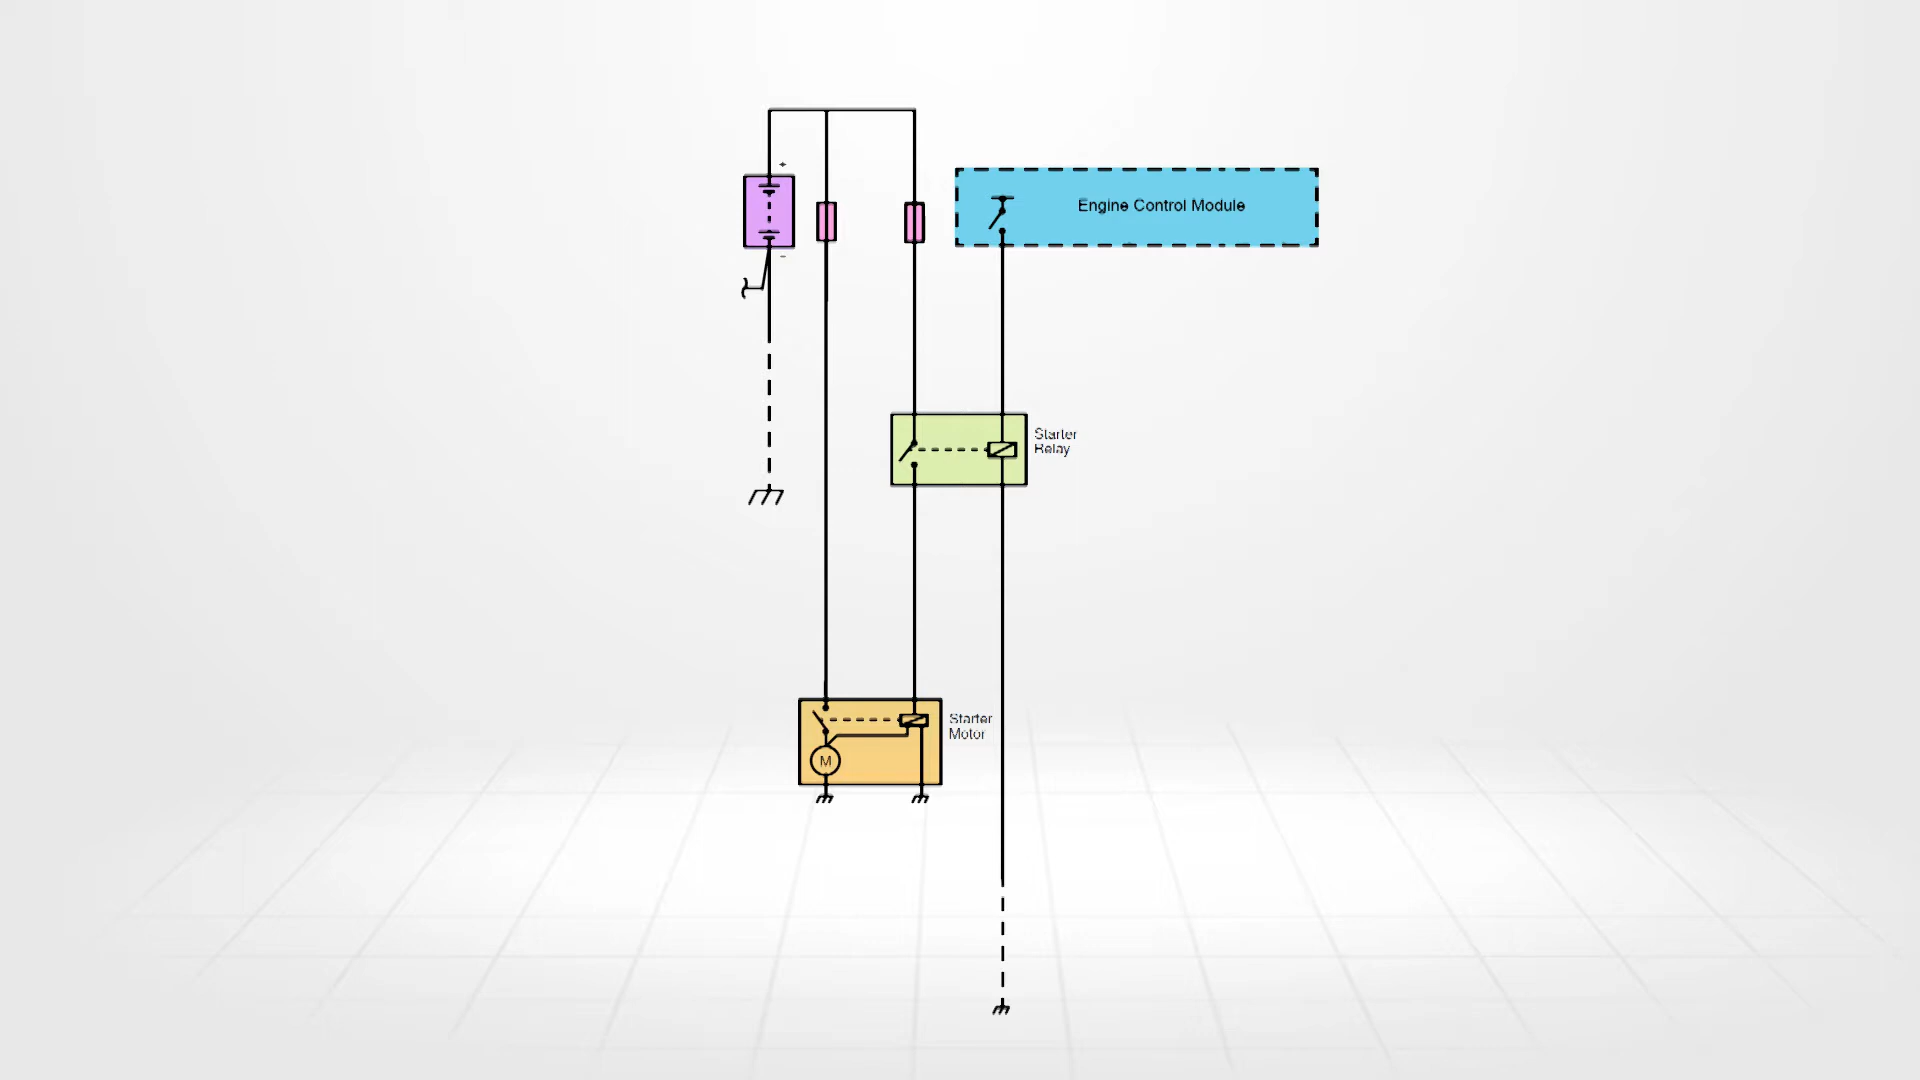 +
Engine Control Module
-
Starter
Relay
Starter
Motor
M